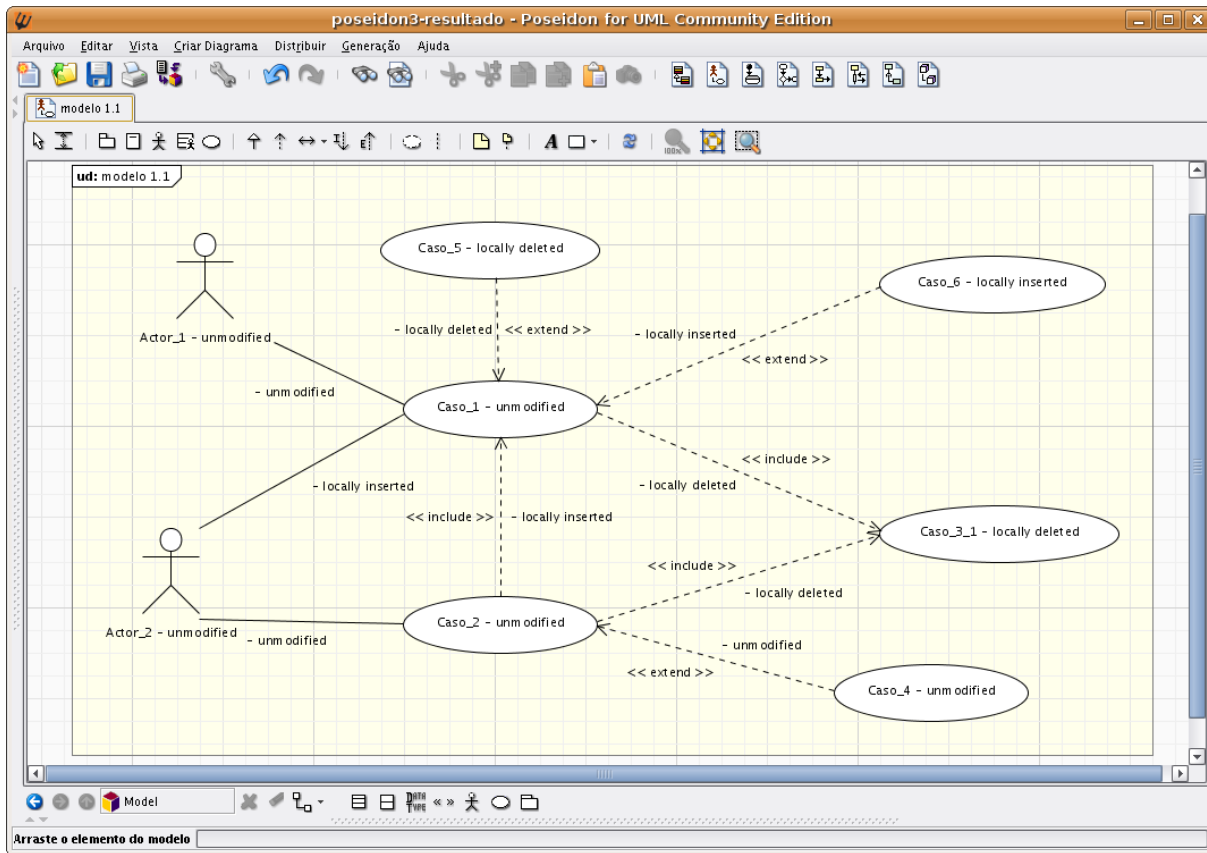 poseidon3-resultado - Poseidon for UML Community Edition
Arquivo Editar Vista Criar Diagrama Distribuir Generação Ajuda
modelo 1.1
A
100%
ud: modelo 1.1
Caso_5 - locally deleted
Caso_6 - locally inserted
- locally deleted << extend >>
- locally inserted
Actor_1 - unmodified
<< extend >>
- unmodified
Caso_1 - unmodified
<< include >>
- locally inserted
- locally deleted
<< include >> - locally inserted
Caso_3_1 - locally deleted
<< include >>
- locally deleted
Caso_2 - unmodified
Actor_2 - unmodified
- unmodified
- unmodified
<< extend >>
Caso_4 - unmodified
Model
DATA
TYPE
« »
Arraste o elemento do modelo